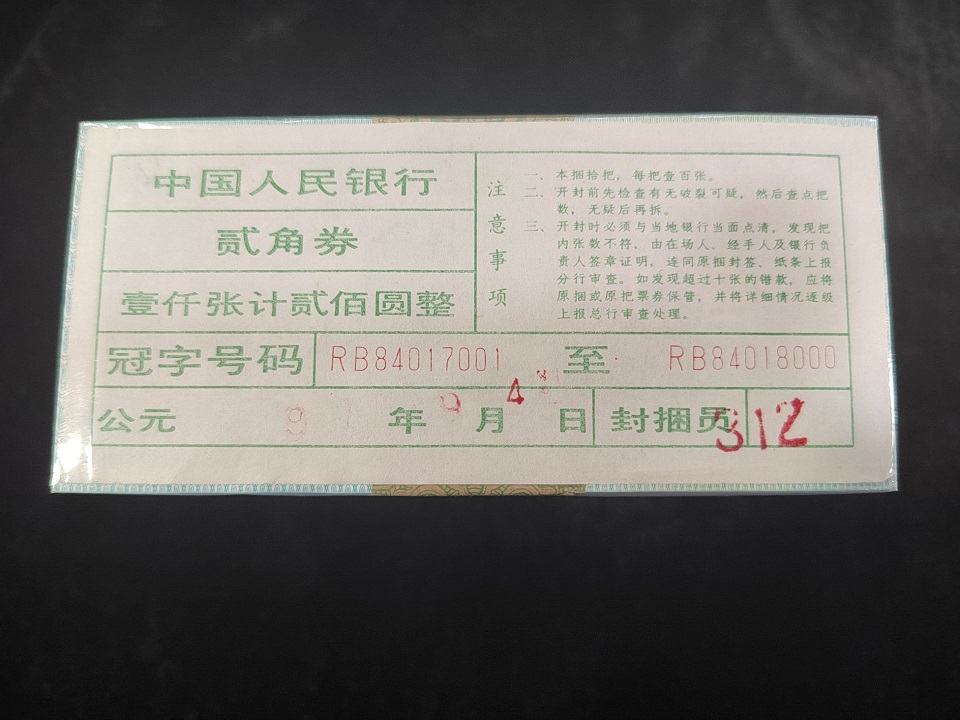 中国人民银行
贰角券
壹仟张计贰佰圆整
注意事项
一、本捆拾把，每把壹百张。
二、开封前先检查有无破裂可疑，然后查点把
数，无疑后再拆。
三、开封时必须与当地银行当面点清，发现把
内张数不符，由在场人、经手人及银行负
责人签章证明，连同原捆封签、纸条上报
分行审查。如发现超过十张的错款，应将
原捆或原把票券保管，并将详细情况逐级
上报总行审查处理。
冠字号码 RB84017001 至 RB84018000
公元 9 年 9 月 4 日 封捆员 312